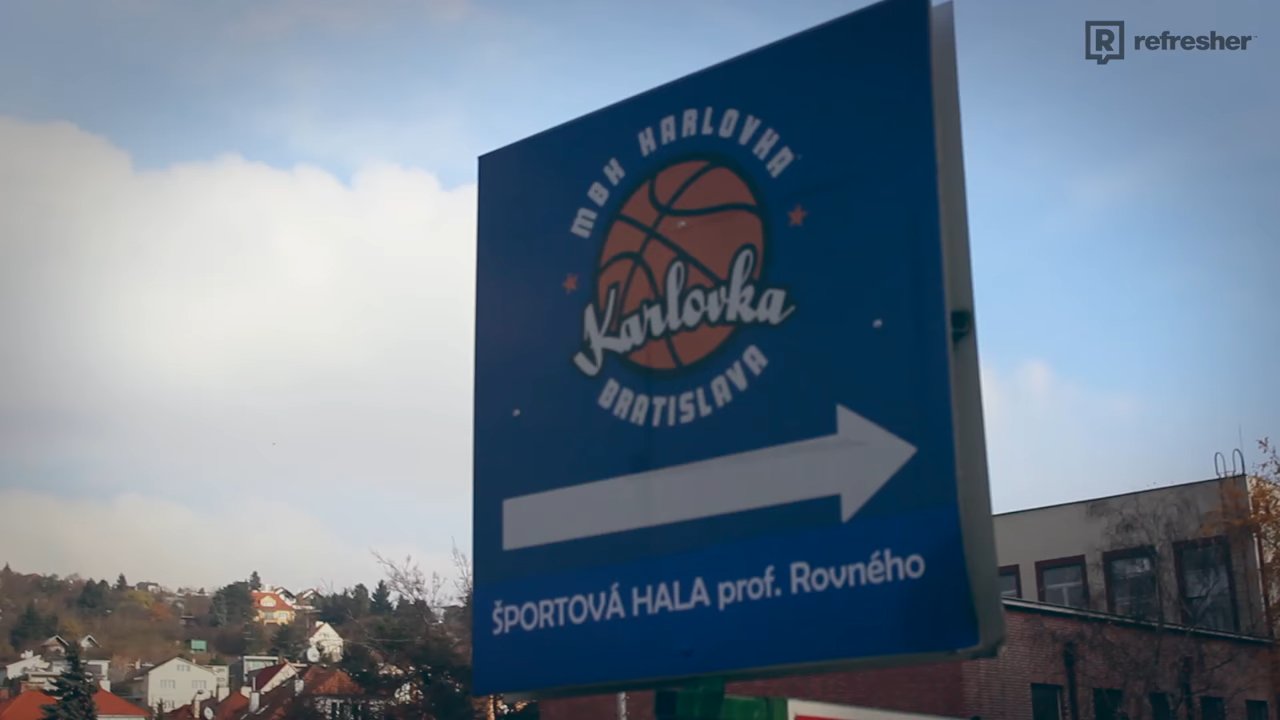 refresher
MBK KARLOVKA
Karlovka
BRATISLAVA
ŠPORTOVÁ HALA prof. Rovného